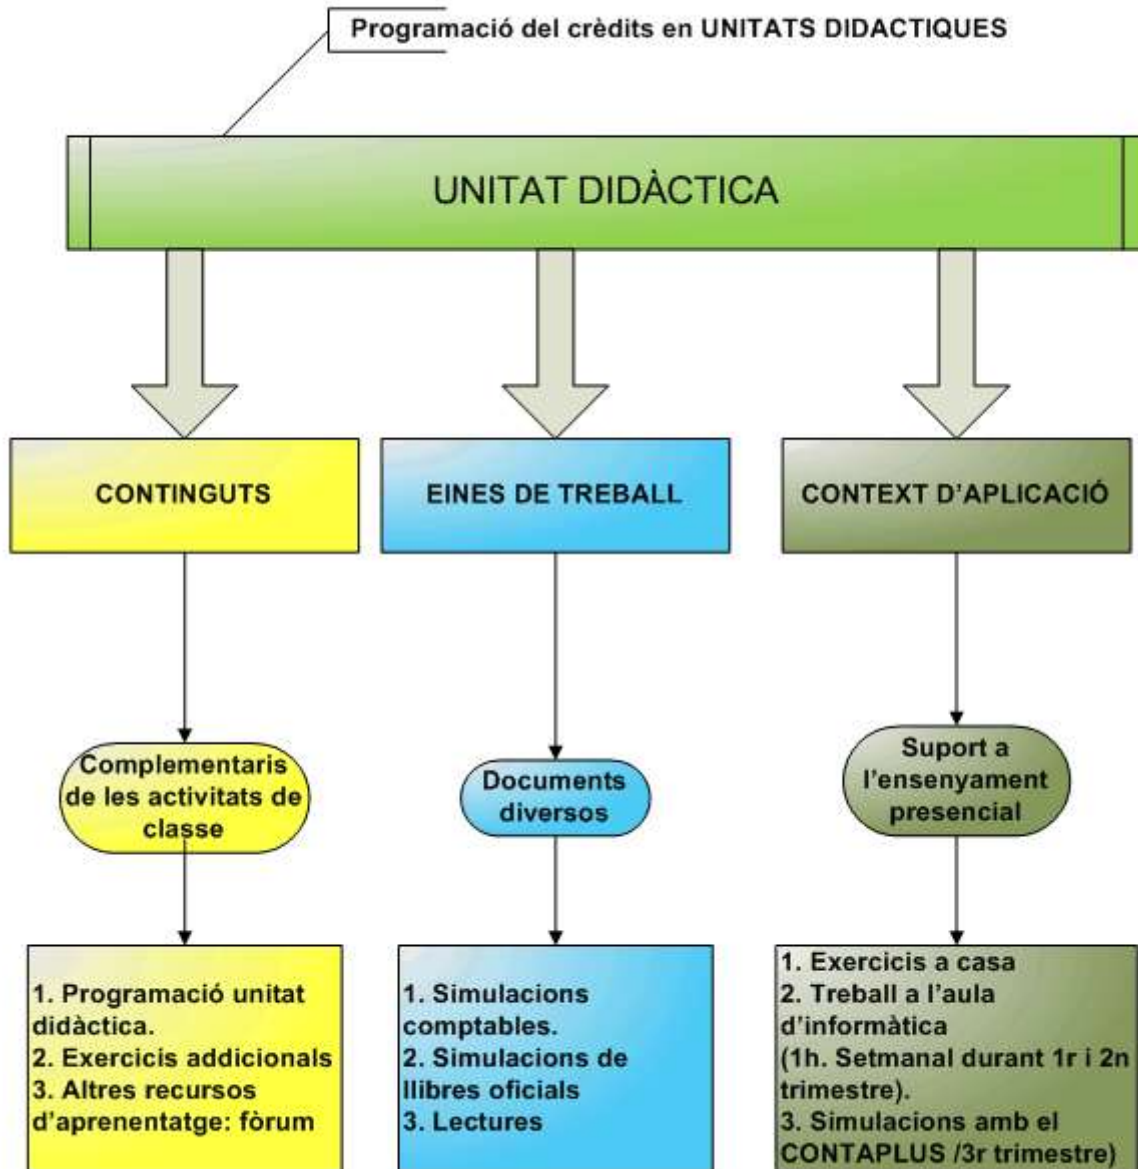 Programació del crèdits en UNITATS DIDACTIQUES
UNITAT DIDÀCTICA
CONTINGUTS
EINES DE TREBALL
CONTEXT D'APLICACIÓ
Complementaris
de les activitats de
classe
Documents
diversos
Suport a
l'ensenyament
presencial
1. Programació unitat
didàctica.
2. Exercicis addicionals
3. Altres recursos
d'aprenentatge: fòrum
1. Simulacions
comptables.
2. Simulacions de
llibres oficials
3. Lectures
1. Exercicis a casa
2. Treball a l'aula
d'informàtica
(1h. Setmanal durant 1r i 2n
trimestre).
3. Simulacions amb el
CONTAPLUS /3r trimestre)